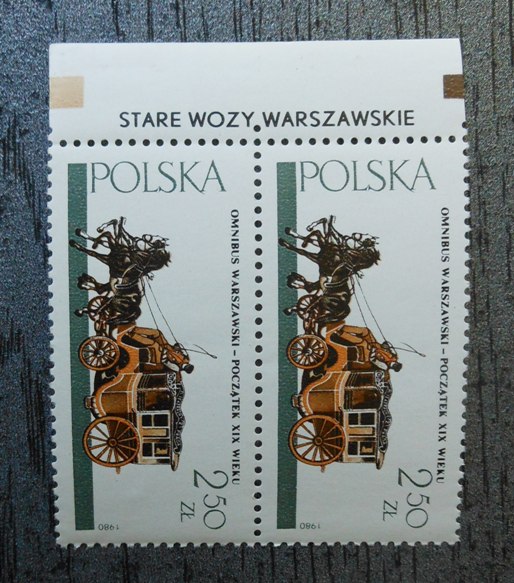 STARE WOZY WARSZAWSKIE
POLSKA
OMNIBUS WARSZAWSKI – POCZĄTEK XIX WIEKU
2,50
ZŁ
1980
POLSKA
OMNIBUS WARSZAWSKI – POCZĄTEK XIX WIEKU
2,50
ZŁ
1980